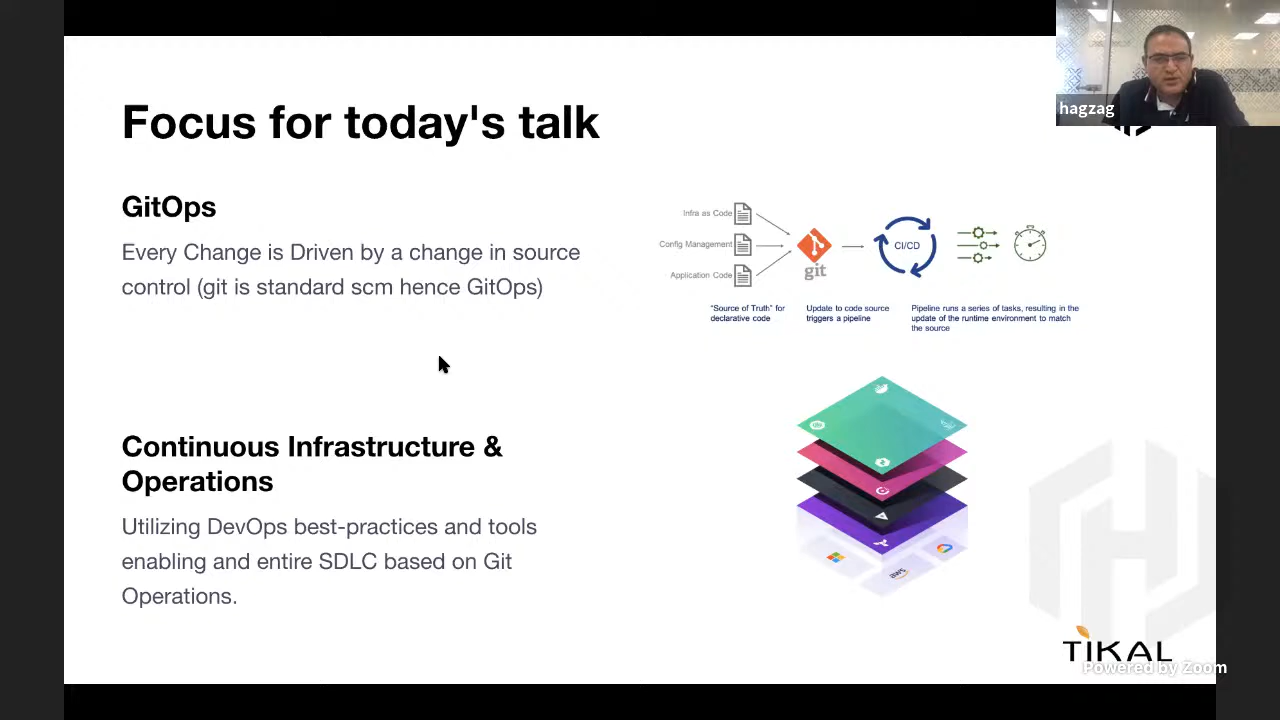 Focus for today's talk
hagzag
GitOps
Every Change is Driven by a change in source
control (git is standard scm hence GitOps)
Infra as Code
Config Management
Application Code
git
CI/CD
"Source of Truth" for
declarative code
Update to code source
triggers a pipeline
Pipeline runs a series of tasks, resulting in the
update of the runtime environment to match
the source
Continuous Infrastructure &
Operations
Utilizing DevOps best-practices and tools
enabling and entire SDLC based on Git
Operations.
aws
TIKAL
Powered by Zoom